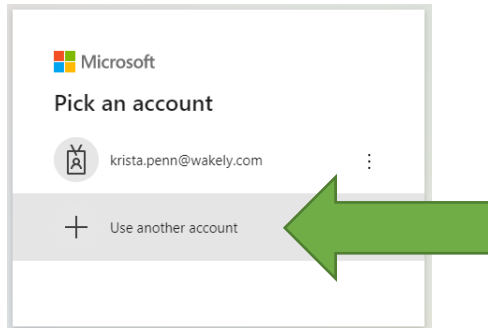 Microsoft
Pick an account
krista.penn@wakely.com
Use another account